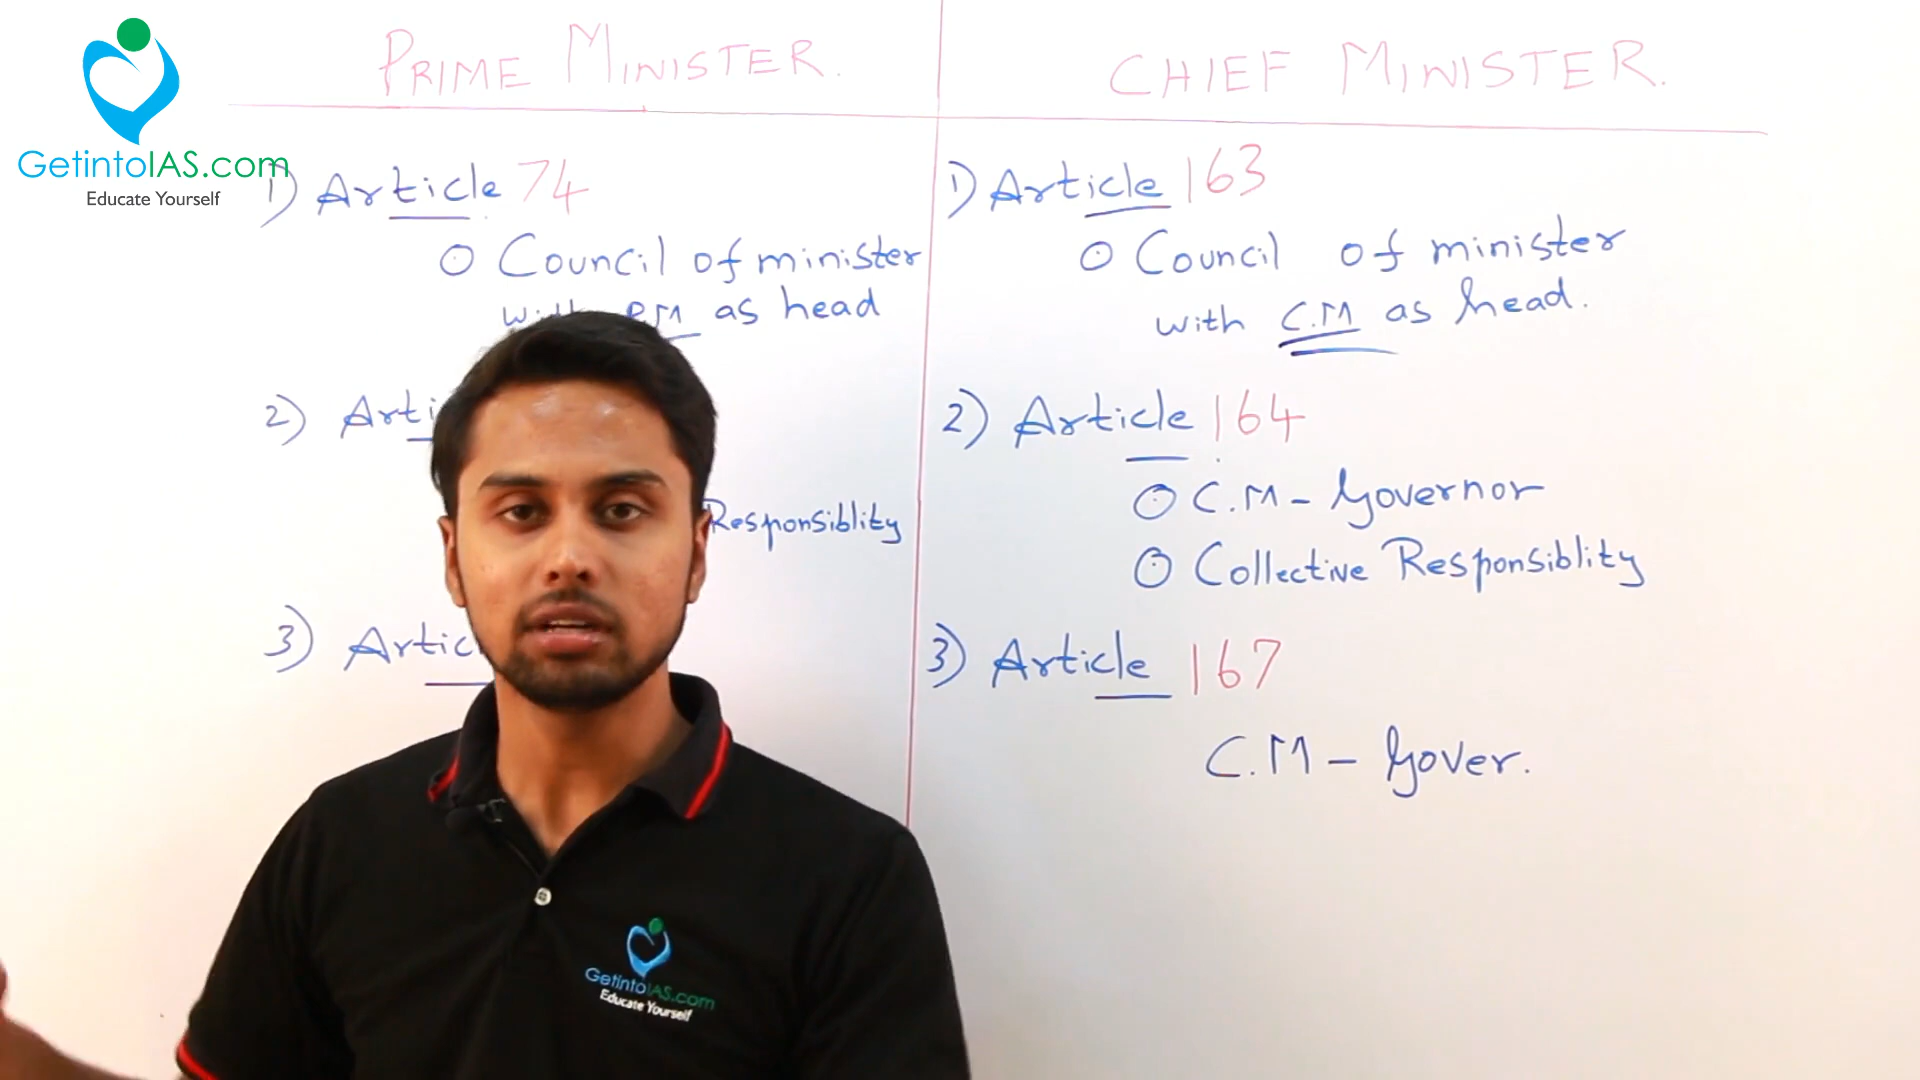 GetintoIAS.com
Educate Yourself
PRIME MINISTER.
1) Article 74
Council of minister
PM as head
2)
3)
Responsiblity
CHIEF MINISTER.
1) Article 163
Council of minister
with C.M as head.
2) Article 164
C.M - Governor
Collective Responsiblity
3) Article 167
C.M - Gover.
GetintoIAS.com
Educate Yourself